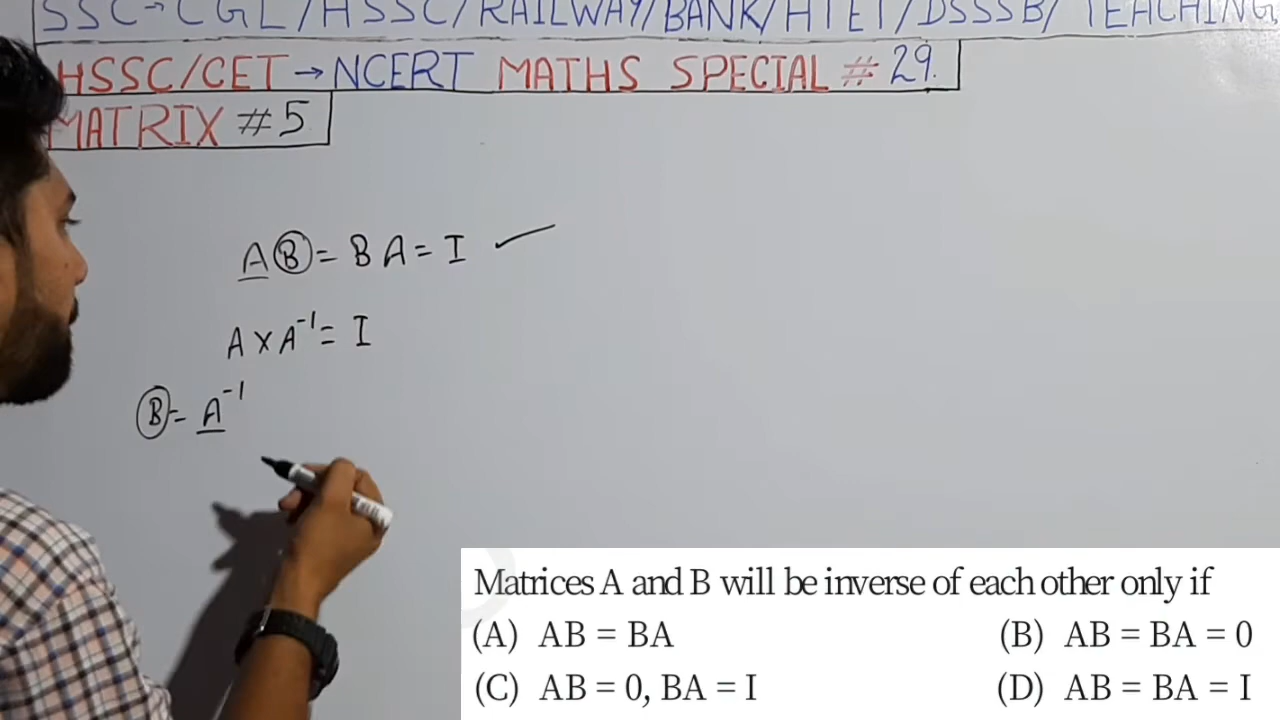 SSC→CGL/HSSC/RAILWAY/BANK/HTET/DSSSB/TEACHING
HSSC/CET→NCERT MATHS SPECIAL # 29.
MATRIX #5
AB = BA = I ✓
A × A⁻¹ = I
B = A⁻¹
Matrices A and B will be inverse of each other only if
(A) AB = BA (B) AB = BA = 0
(C) AB = 0, BA = I (D) AB = BA = I